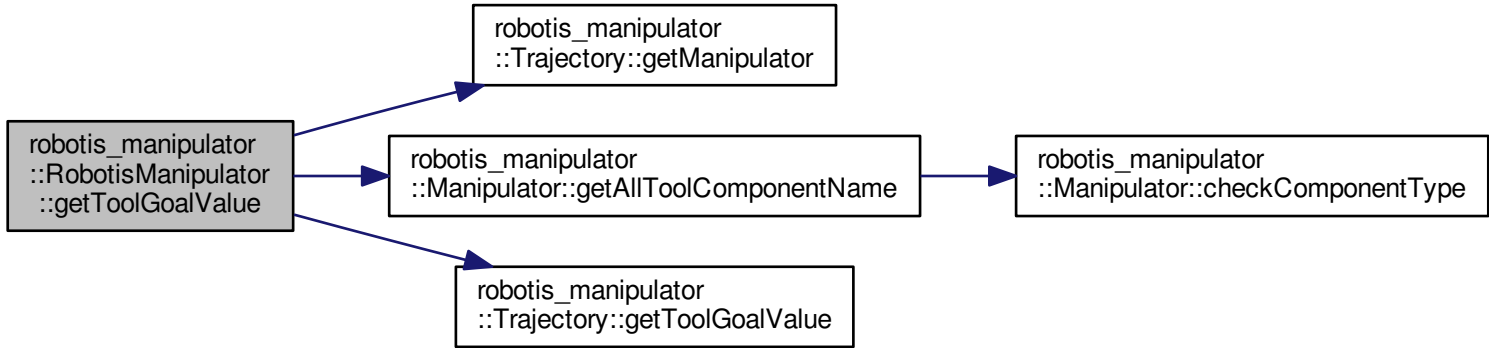 robotis_manipulator
::RobotisManipulator
::getToolGoalValue
robotis_manipulator
::Trajectory::getManipulator
robotis_manipulator
::Manipulator::getAllToolComponentName
robotis_manipulator
::Manipulator::checkComponentType
robotis_manipulator
::Trajectory::getToolGoalValue